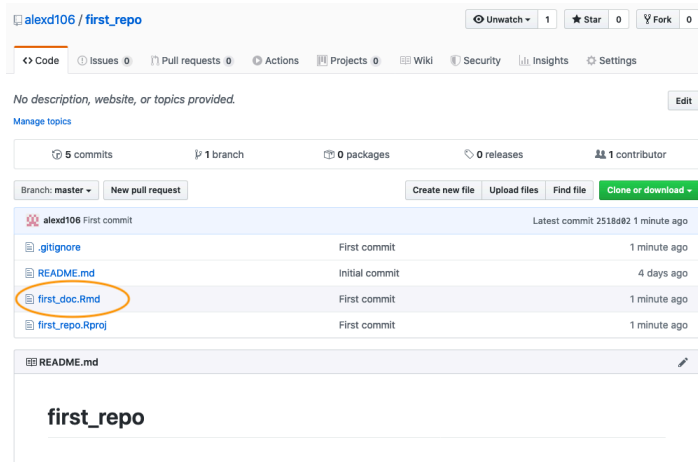 alexd106 / first_repo
Unwatch 1 Star 0 Fork 0
Code Issues 0 Pull requests 0 Actions Projects 0 Wiki Security Insights Settings
No description, website, or topics provided. Edit
Manage topics
5 commits 1 branch 0 packages 0 releases 1 contributor
Branch: master New pull request Create new file Upload files Find file Clone or download
alexd106 First commit Latest commit 2518d02 1 minute ago
.gitignore First commit 1 minute ago
README.md Initial commit 4 days ago
first_doc.Rmd First commit 1 minute ago
first_repo.Rproj First commit 1 minute ago
README.md
first_repo